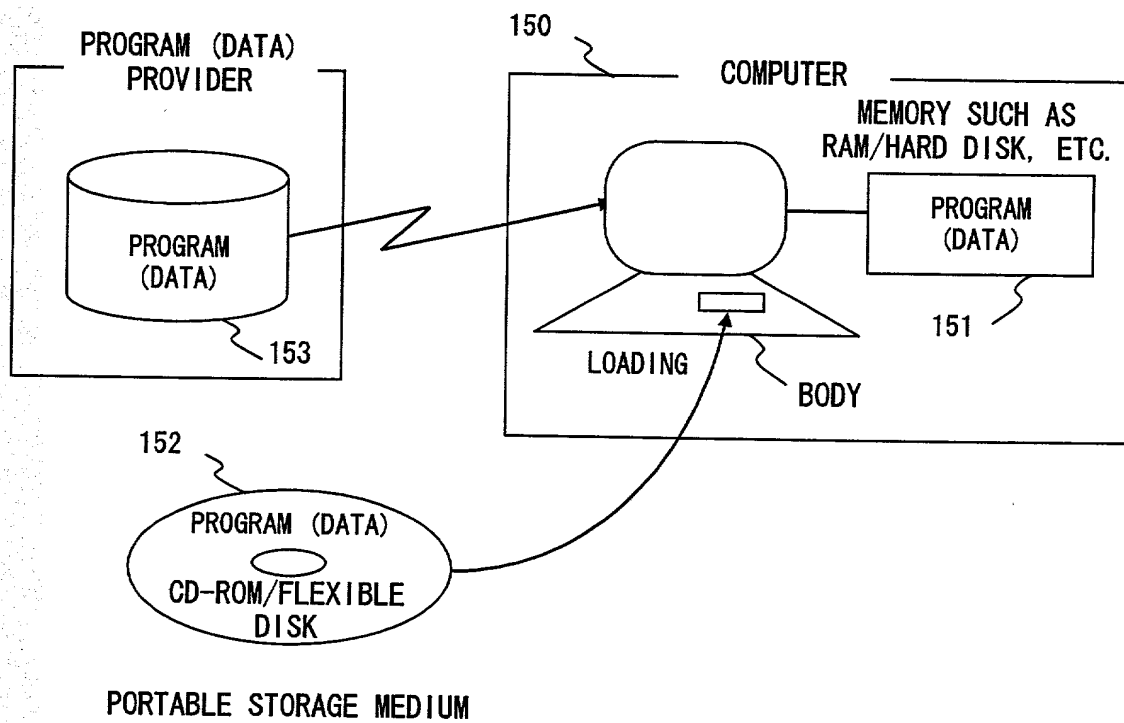 PROGRAM (DATA)
PROVIDER
PROGRAM
(DATA)
153
150
COMPUTER
MEMORY SUCH AS
RAM/HARD DISK, ETC.
PROGRAM
(DATA)
151
LOADING
BODY
152
PROGRAM (DATA)
CD-ROM/FLEXIBLE
DISK
PORTABLE STORAGE MEDIUM